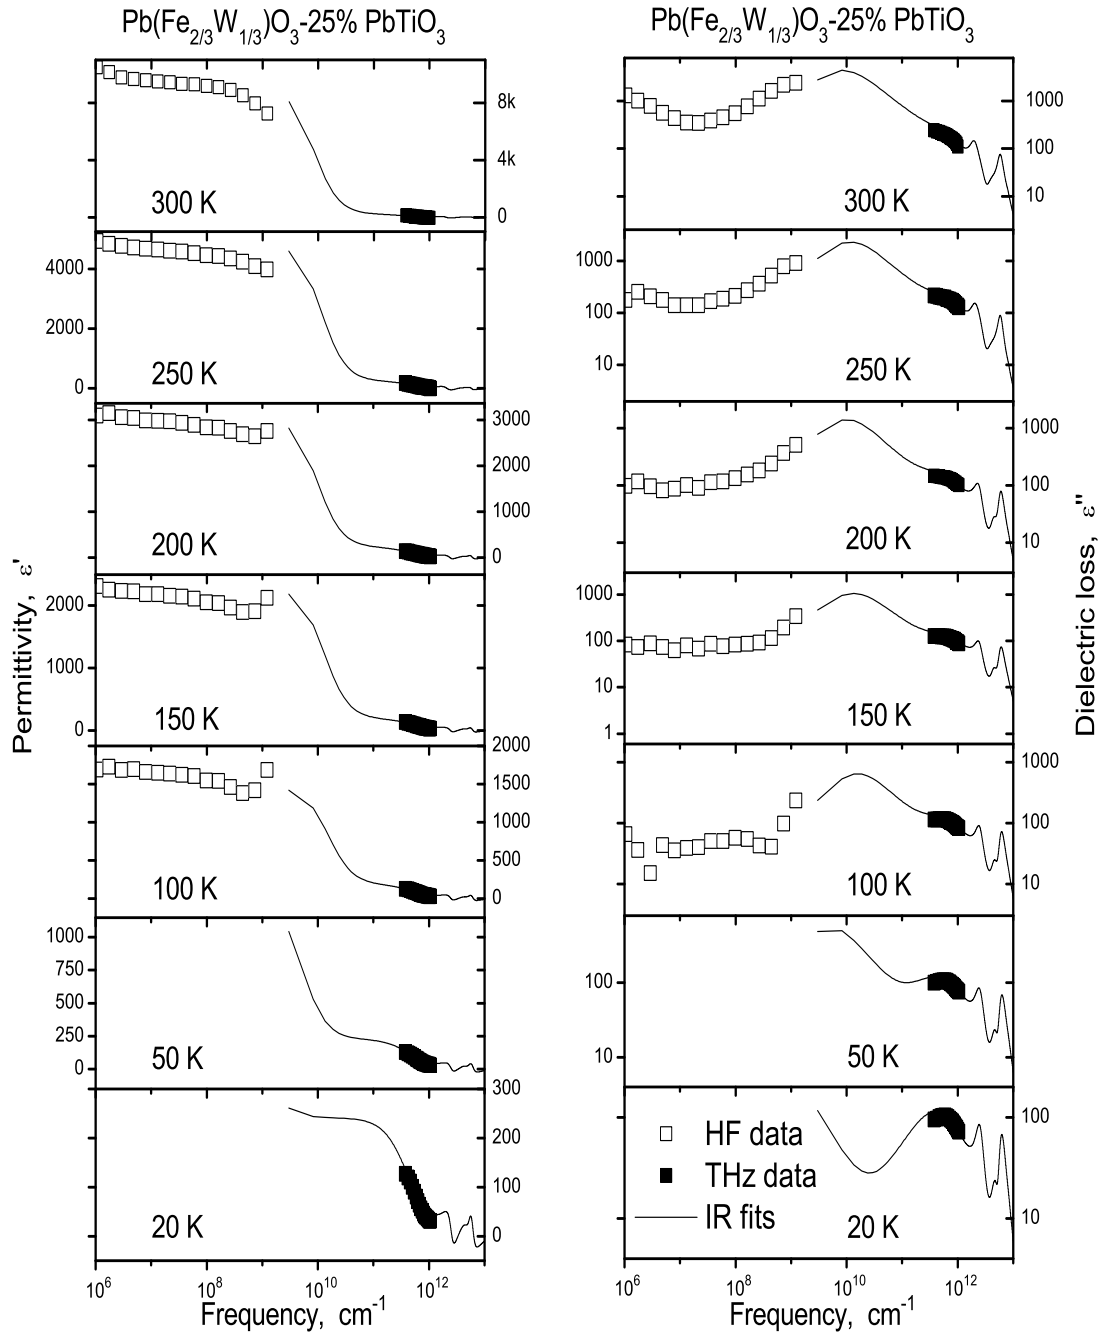 Pb(Fe2/3W1/3)O3-25% PbTiO3
8k
4k
0
300 K
4000
2000
0
250 K
3000
2000
1000
0
200 K
2000
1000
0
150 K
2000
1500
1000
500
0
100 K
1000
750
500
250
0
50 K
300
200
100
0
20 K
10^6
10^8
10^10
10^12
Frequency, cm-1
Permittivity, ε'
Pb(Fe2/3W1/3)O3-25% PbTiO3
1000
100
10
300 K
1000
100
10
250 K
1000
100
10
200 K
1000
100
10
1
150 K
1000
100
10
100 K
100
10
50 K
100
10
HF data
THz data
IR fits
20 K
10^6
10^8
10^10
10^12
Frequency, cm-1
Dielectric loss, ε"